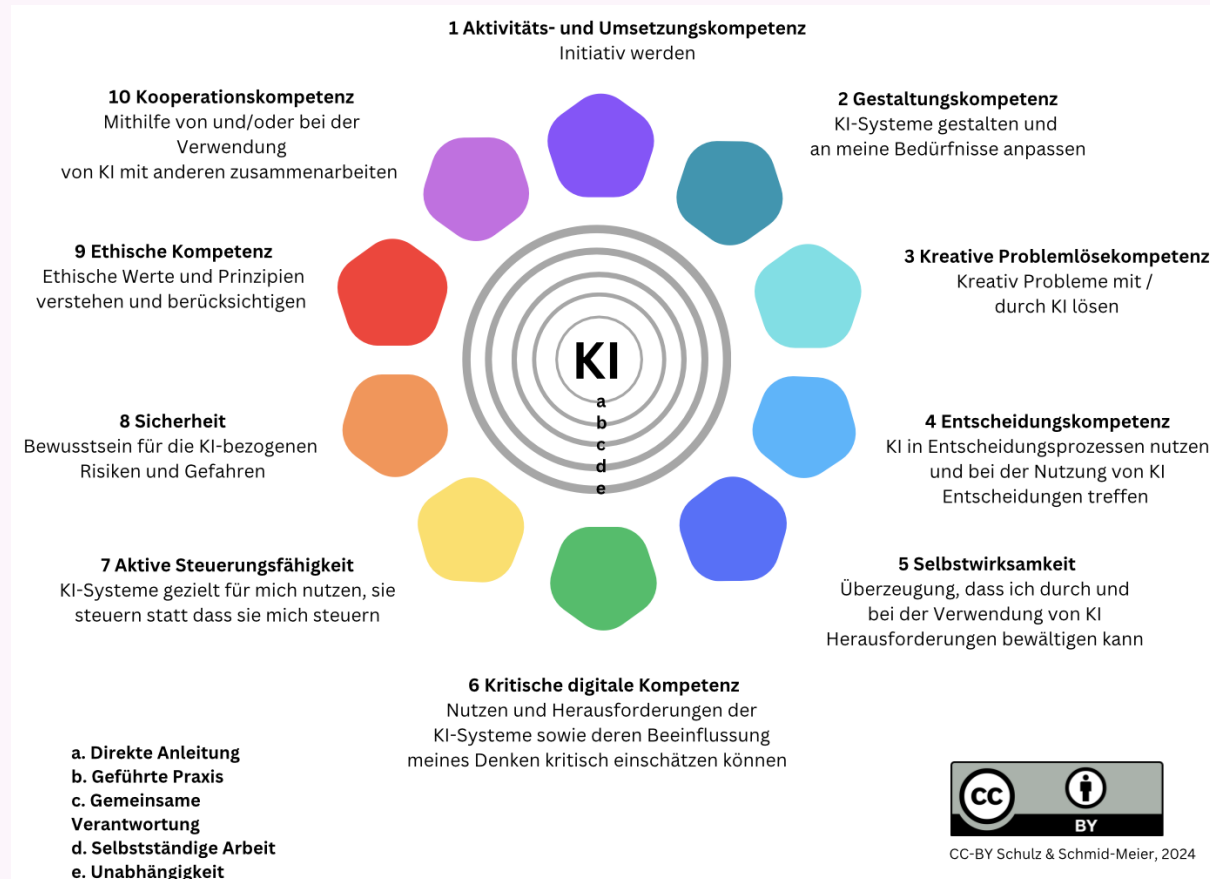 1 Aktivitäts- und Umsetzungskompetenz
Initiativ werden
2 Gestaltungskompetenz
KI-Systeme gestalten und
an meine Bedürfnisse anpassen
3 Kreative Problemlösekompetenz
Kreativ Probleme mit /
durch KI lösen
4 Entscheidungskompetenz
KI in Entscheidungsprozessen nutzen
und bei der Nutzung von KI
Entscheidungen treffen
5 Selbstwirksamkeit
Überzeugung, dass ich durch und
bei der Verwendung von KI
Herausforderungen bewältigen kann
6 Kritische digitale Kompetenz
Nutzen und Herausforderungen der
KI-Systeme sowie deren Beeinflussung
meines Denken kritisch einschätzen können
7 Aktive Steuerungsfähigkeit
KI-Systeme gezielt für mich nutzen, sie
steuern statt dass sie mich steuern
8 Sicherheit
Bewusstsein für die KI-bezogenen
Risiken und Gefahren
9 Ethische Kompetenz
Ethische Werte und Prinzipien
verstehen und berücksichtigen
10 Kooperationskompetenz
Mithilfe von und/oder bei der
Verwendung
von KI mit anderen zusammenarbeiten
KI
a
b
c
d
e
a. Direkte Anleitung
b. Geführte Praxis
c. Gemeinsame
Verantwortung
d. Selbstständige Arbeit
e. Unabhängigkeit
CC
BY
CC-BY Schulz & Schmid-Meier, 2024